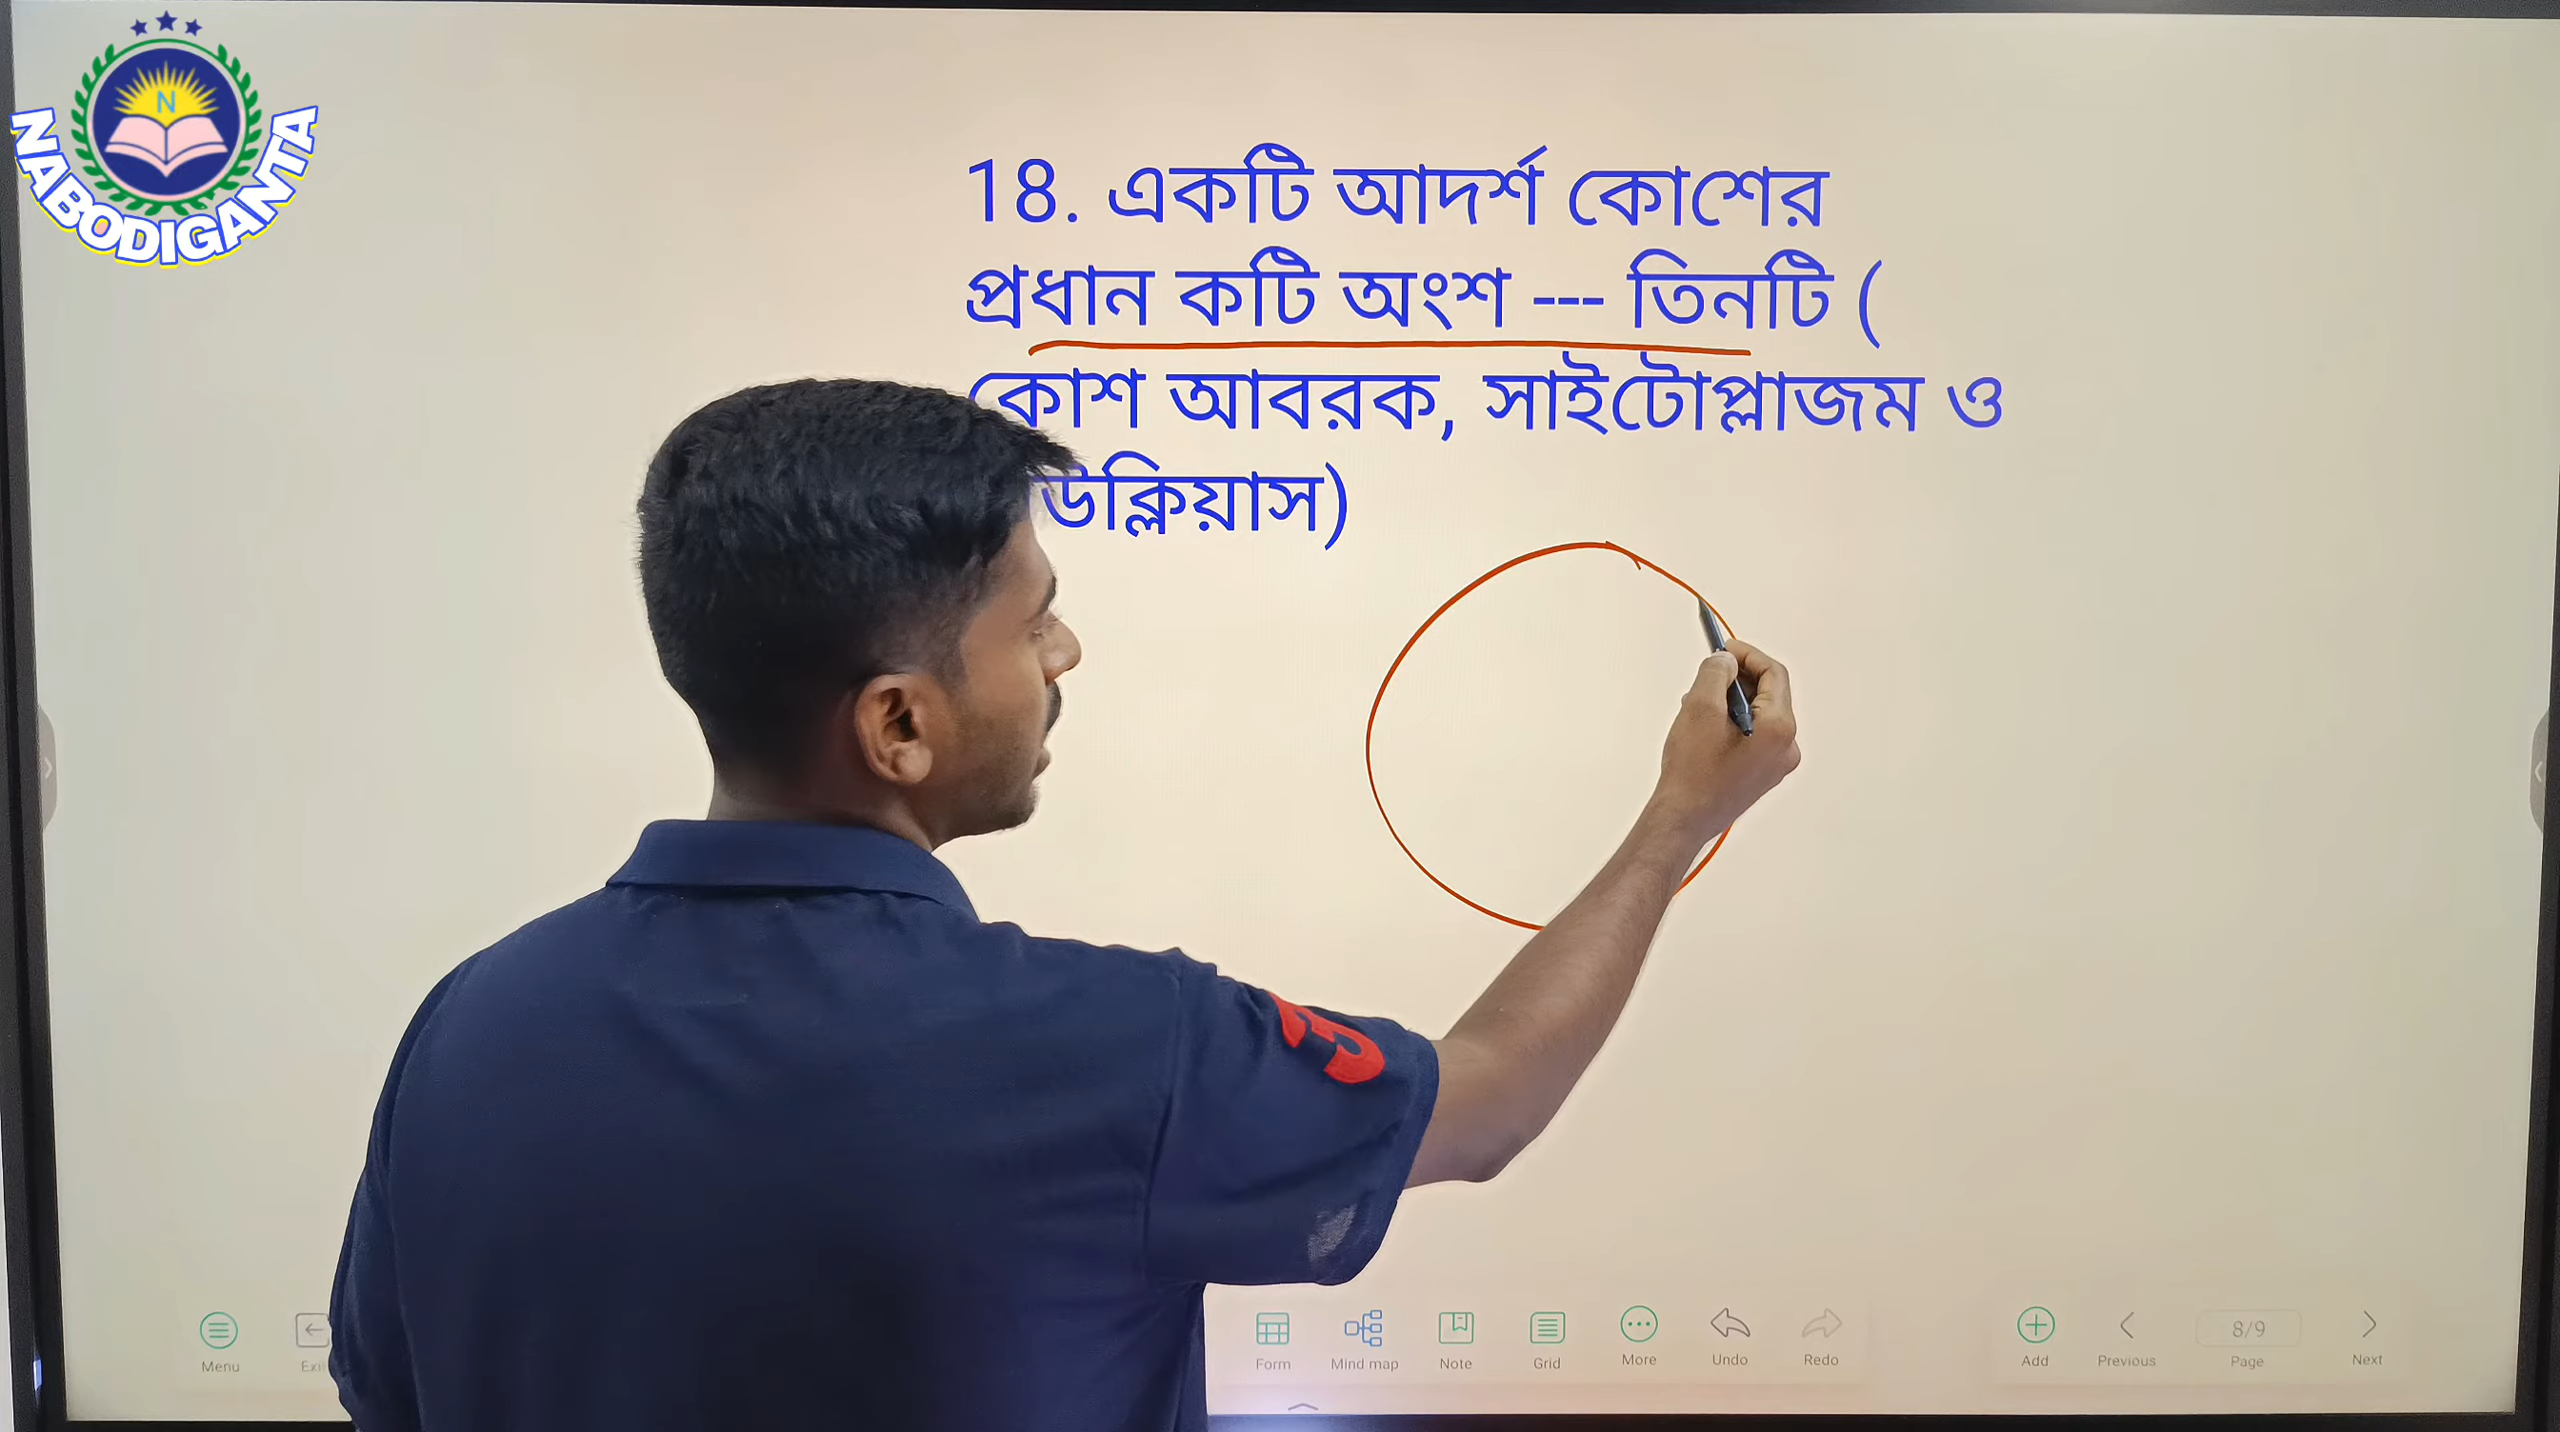 N
NABODIGANTA
18. একটি আদর্শ কোশের
প্রধান কটি অংশ --- তিনটি (
কোশ আবরক, সাইটোপ্লাজম ও
উক্লিয়াস)
Menu
Exi
Form
Mind map
Note
Grid
More
Undo
Redo
Add
Previous
8/9
Page
Next